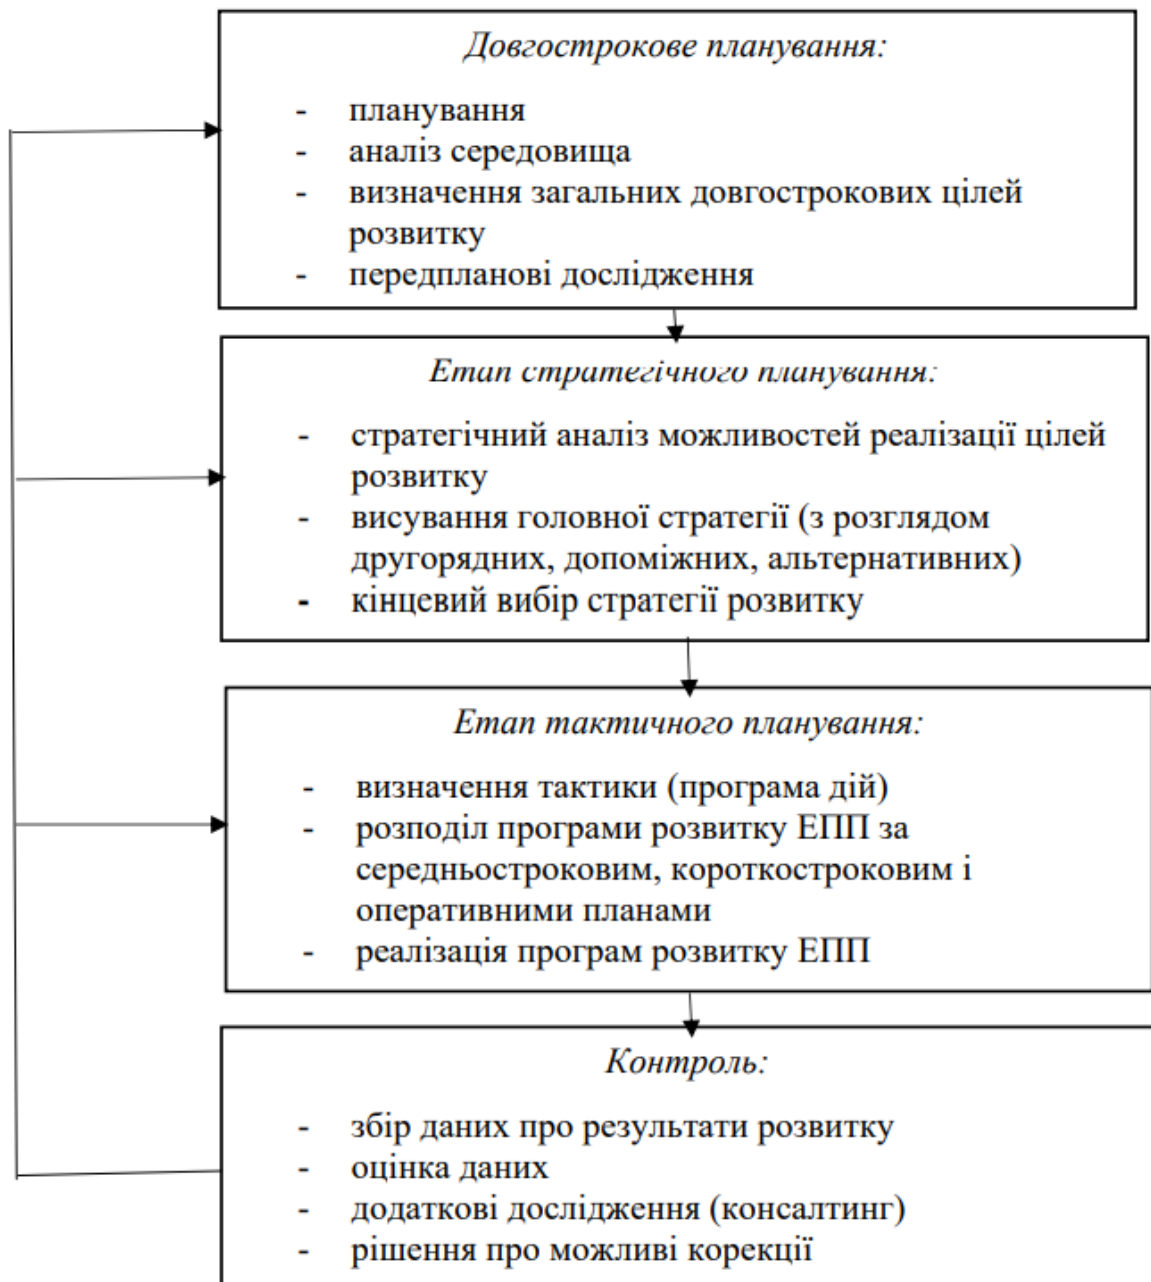 Довгострокове планування:
- планування
- аналіз середовища
- визначення загальних довгострокових цілей
розвитку
- передпланові дослідження
Етап стратегічного планування:
- стратегічний аналіз можливостей реалізації цілей
розвитку
- висування головної стратегії (з розглядом
другорядних, допоміжних, альтернативних)
- кінцевий вибір стратегії розвитку
Етап тактичного планування:
- визначення тактики (програма дій)
- розподіл програми розвитку ЕПП за
середньостроковим, короткостроковим і
оперативними планами
- реалізація програм розвитку ЕПП
Контроль:
- збір даних про результати розвитку
- оцінка даних
- додаткові дослідження (консалтинг)
- рішення про можливі корекції